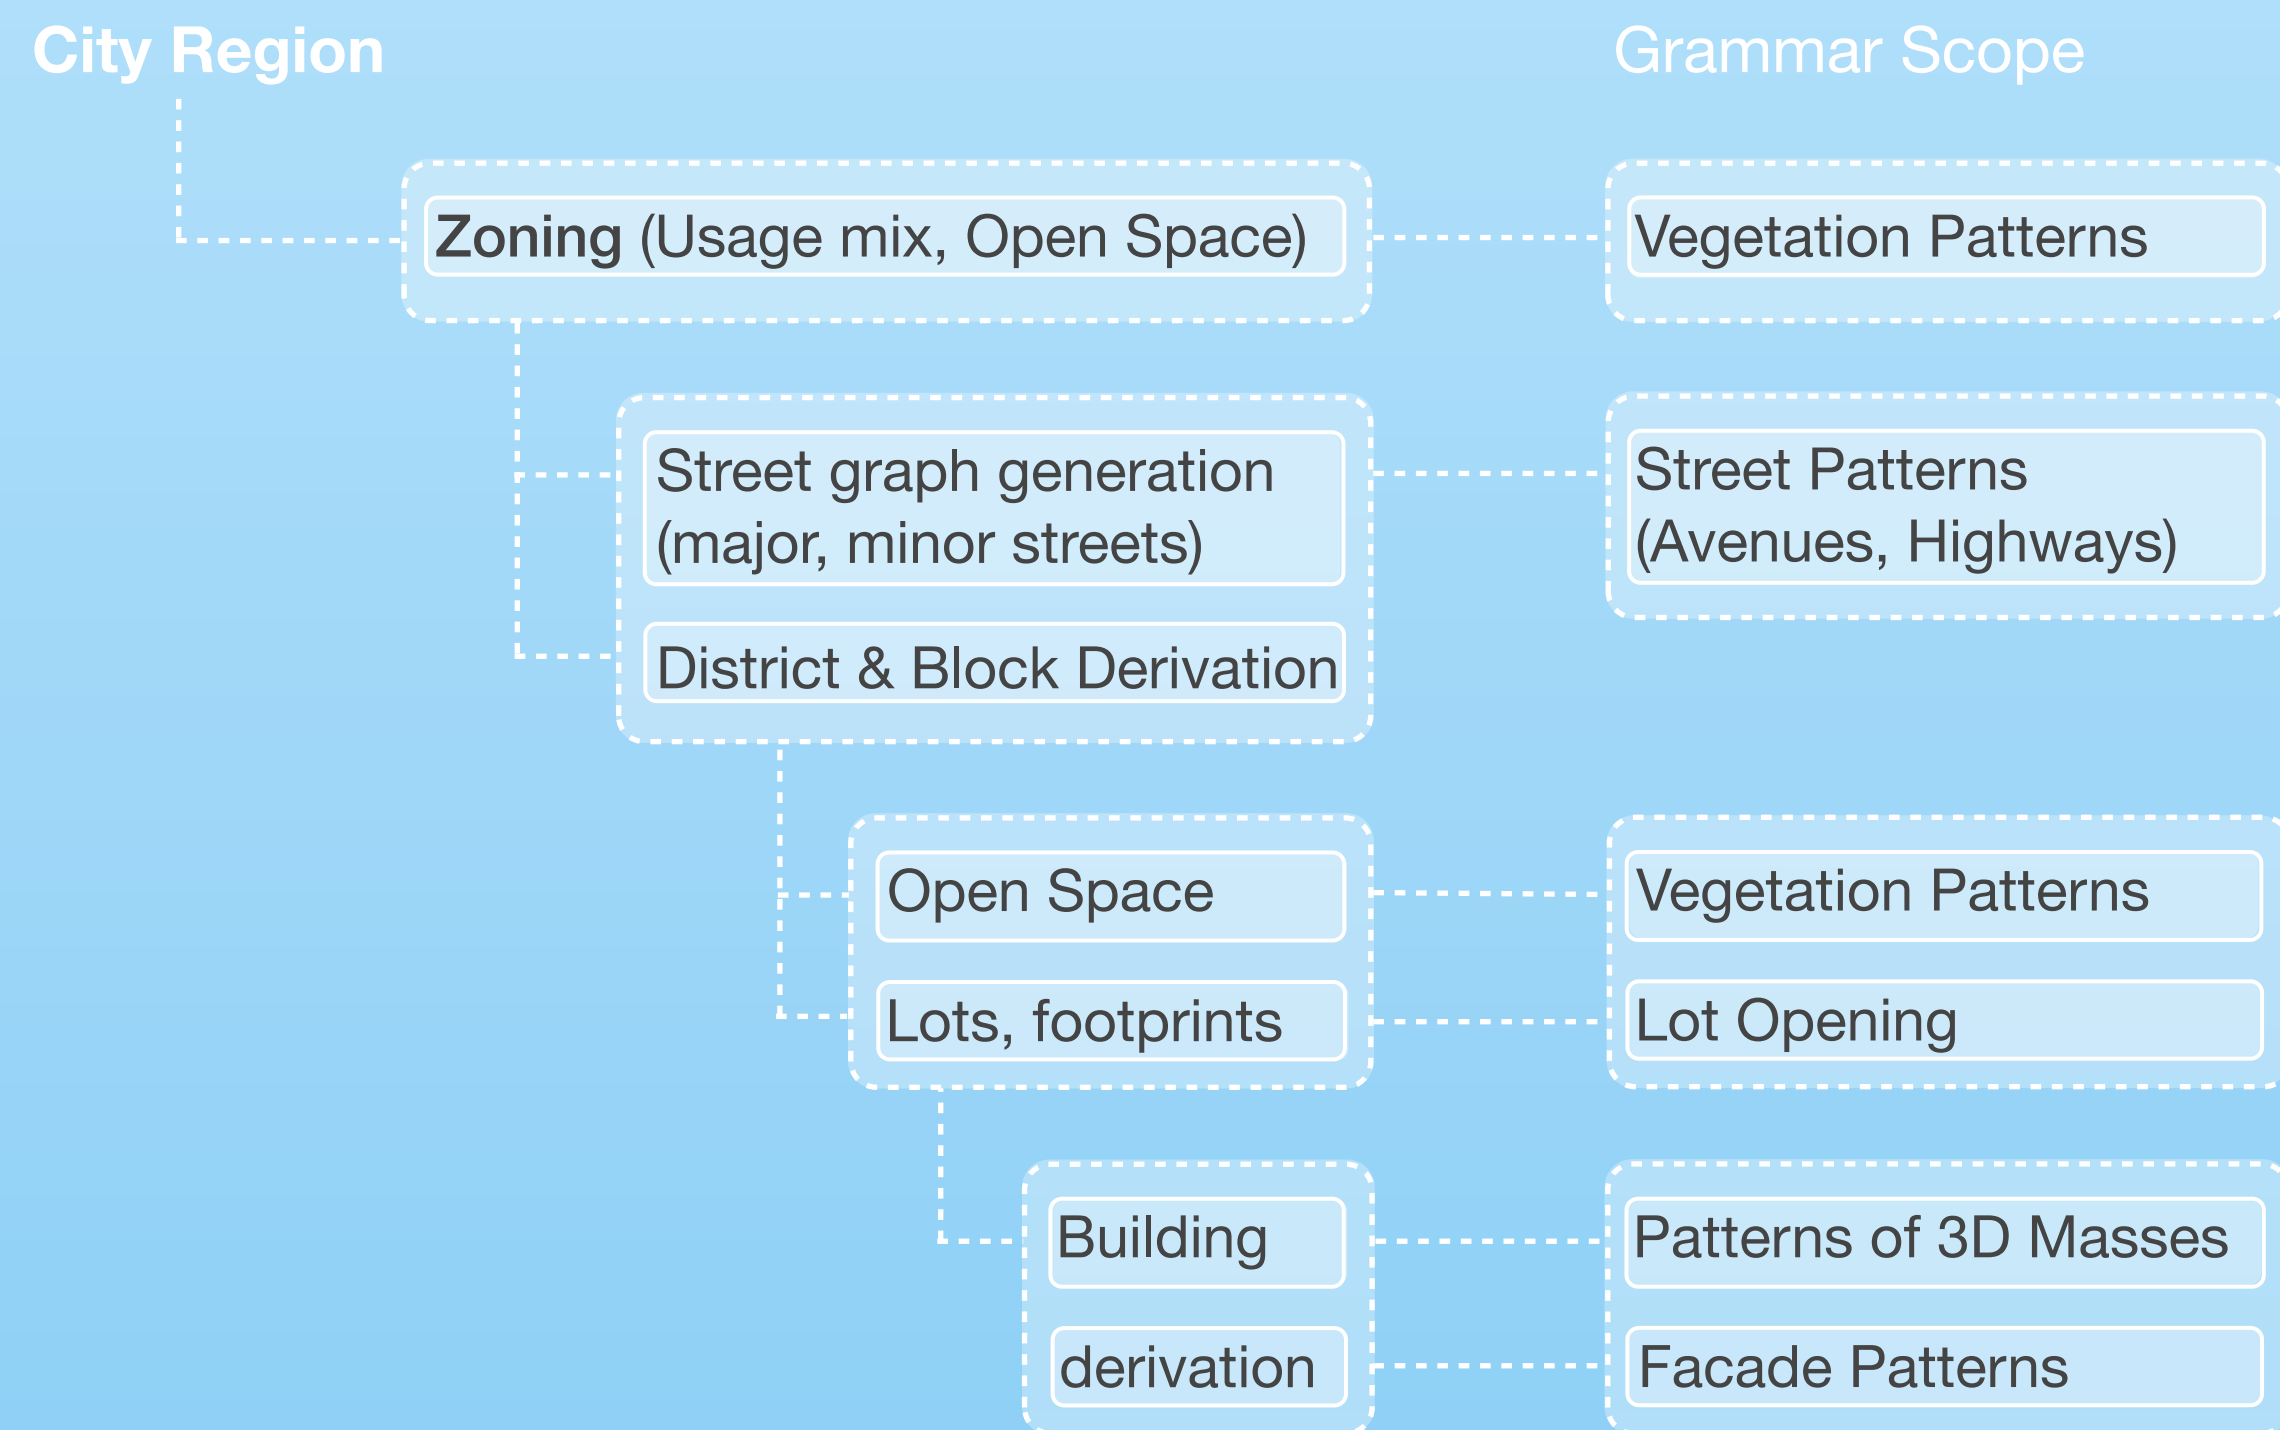 City Region
Grammar Scope
Zoning (Usage mix, Open Space)
Vegetation Patterns
Street graph generation
(major, minor streets)
Street Patterns
(Avenues, Highways)
District & Block Derivation
Open Space
Vegetation Patterns
Lots, footprints
Lot Opening
Building
Patterns of 3D Masses
derivation
Facade Patterns